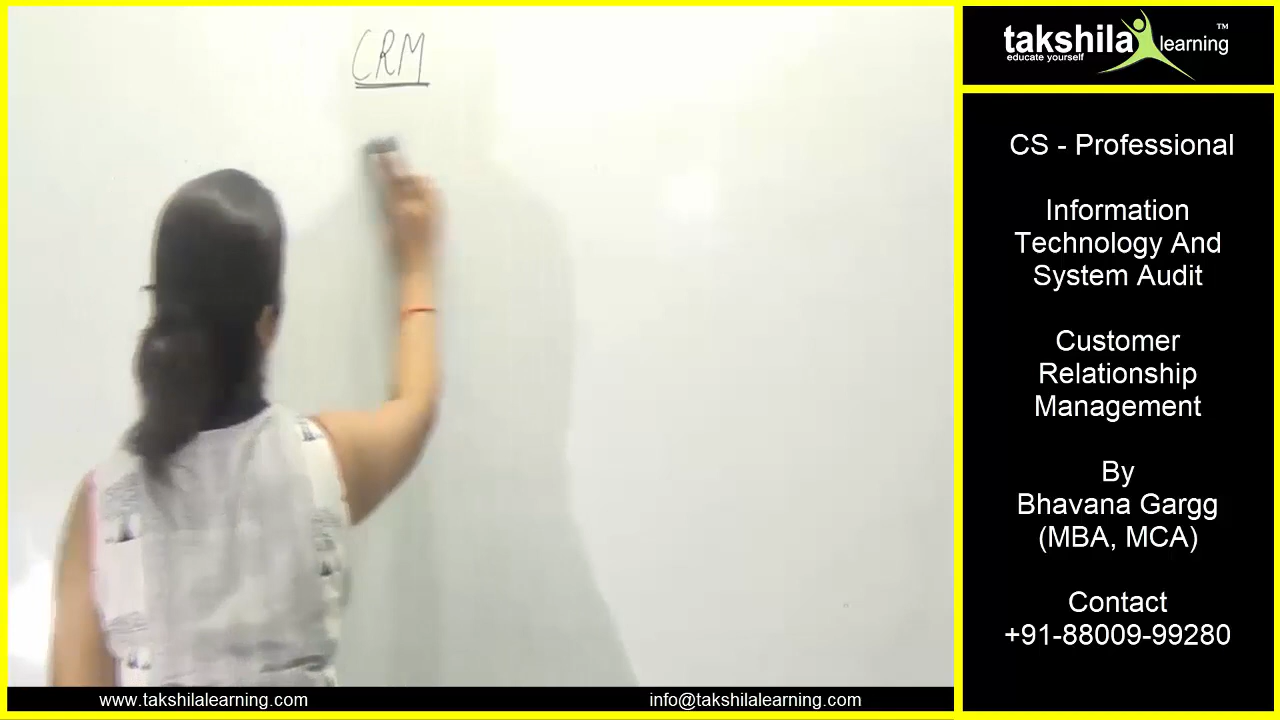 CRM
takshila learning ™
educate yourself
CS - Professional
Information
Technology And
System Audit
Customer
Relationship
Management
By
Bhavana Gargg
(MBA, MCA)
Contact
+91-88009-99280
www.takshilalearning.com
info@takshilalearning.com